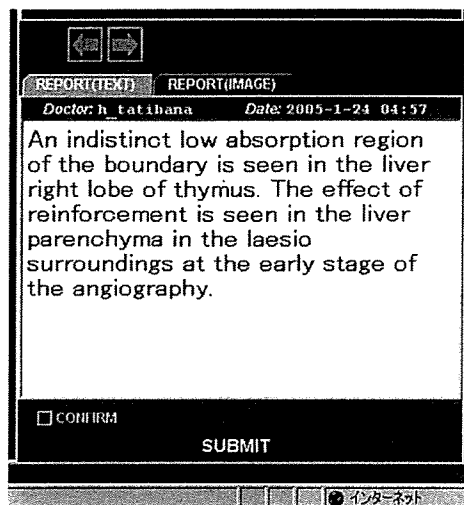 REPORT(TEXT) REPORT(IMAGE)
Doctor: h_tatibana Date: 2005-1-24 04:57
An indistinct low absorption region
of the boundary is seen in the liver
right lobe of thymus. The effect of
reinforcement is seen in the liver
parenchyma in the laesio
surroundings at the early stage of
the angiography.
CONFIRM
SUBMIT
インターネット